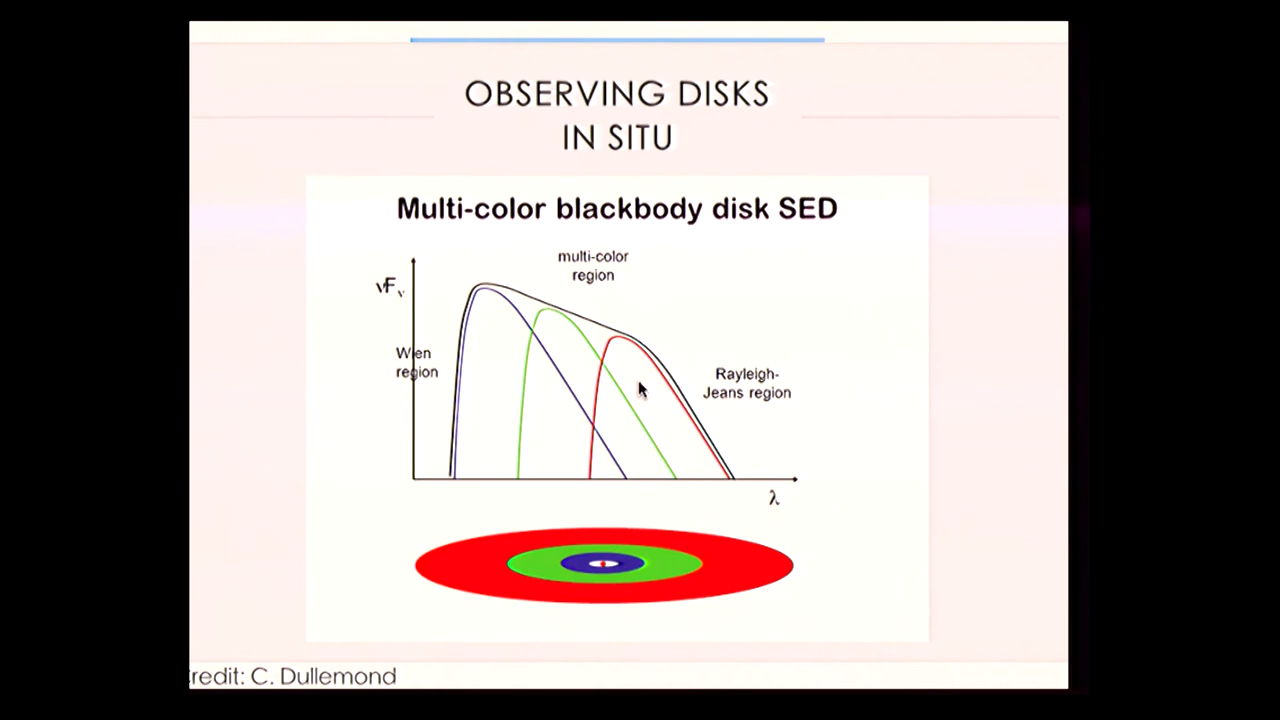 OBSERVING DISKS
IN SITU
Multi-color blackbody disk SED
multi-color
region
νFν
Wien
region
Rayleigh-
Jeans region
λ
redit: C. Dullemond